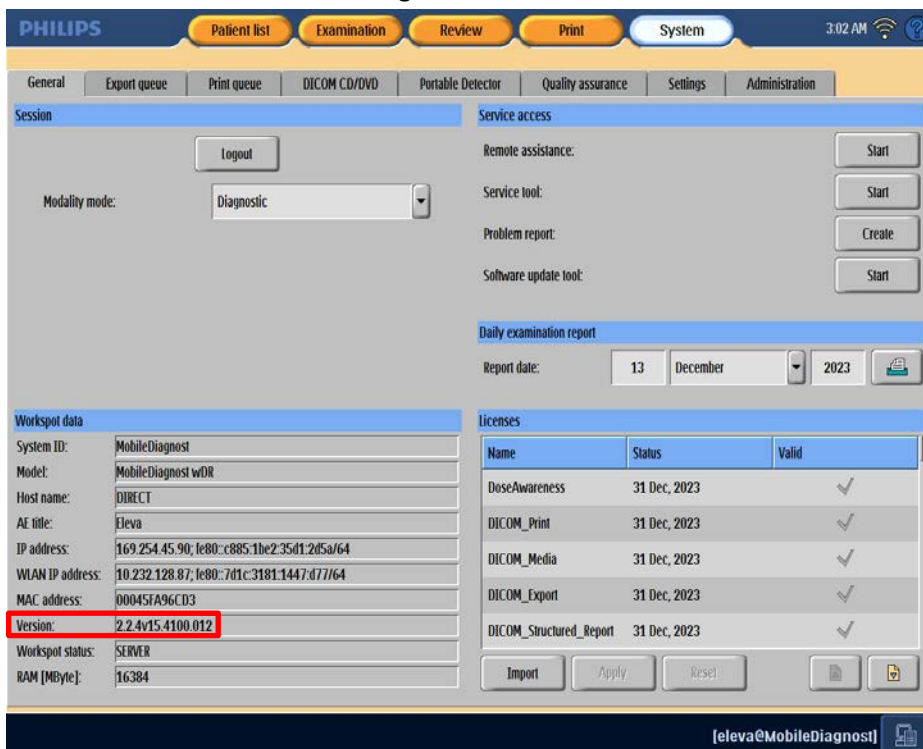 PHILIPS Patient list Examination Review Print System 3:02 AM ?
General Export queue Print queue DICOM CD/DVD Portable Detector Quality assurance Settings Administration
Session
Logout
Modality mode: Diagnostic
Service access
Remote assistance: Start
Service tool: Start
Problem report: Create
Software update tool: Start
Daily examination report
Report date: 13 December 2023
Workspot data
System ID: MobileDiagnost
Model: MobileDiagnost wDR
Host name: DIRECT
AE title: Eleva
IP address: 169.254.45.90; fe80::c885:1be2:35d1:2d5a/64
WLAN IP address: 10.232.128.87; fe80::7d1c:3181:1447:d77/64
MAC address: 00045FA96CD3
Version: 2.2.4v15.4100.012
Workspot status: SERVER
RAM [MByte]: 16384
Licenses
Name Status Valid
DoseAwareness 31 Dec, 2023
DICOM_Print 31 Dec, 2023
DICOM_Media 31 Dec, 2023
DICOM_Export 31 Dec, 2023
DICOM_Structured_Report 31 Dec, 2023
Import Apply Reset
[eleva@MobileDiagnost]